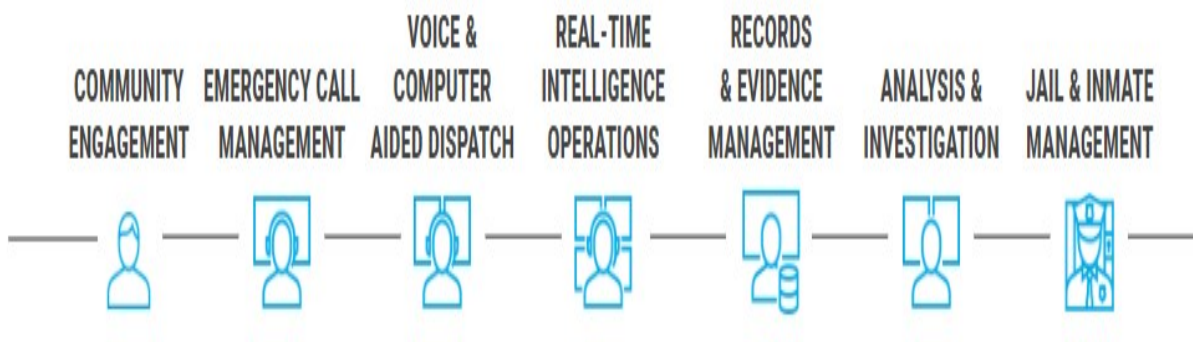 COMMUNITY
ENGAGEMENT
EMERGENCY CALL
MANAGEMENT
VOICE &
COMPUTER
AIDED DISPATCH
REAL-TIME
INTELLIGENCE
OPERATIONS
RECORDS
& EVIDENCE
MANAGEMENT
ANALYSIS &
INVESTIGATION
JAIL & INMATE
MANAGEMENT